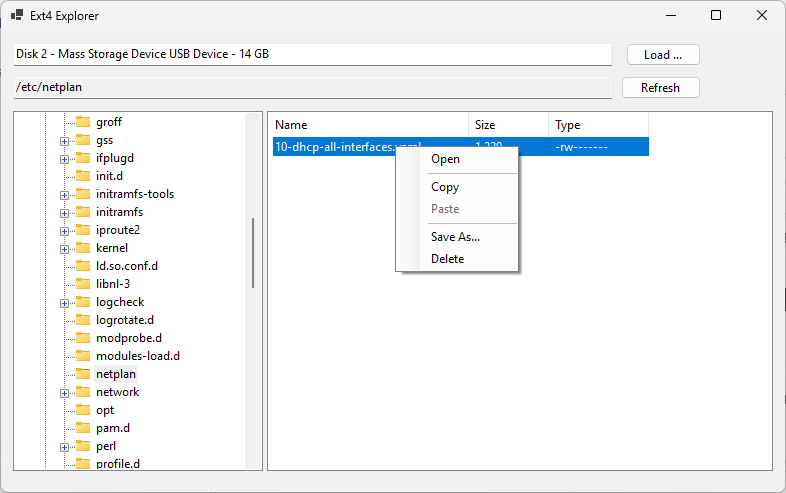 Ext4 Explorer
Disk 2 - Mass Storage Device USB Device - 14 GB
Load ...
/etc/netplan
Refresh
groff
gss
ifplugd
init.d
initramfs-tools
initramfs
iproute2
kernel
ld.so.conf.d
libnl-3
logcheck
logrotate.d
modprobe.d
modules-load.d
netplan
network
opt
pam.d
perl
profile.d
Name Size Type
10-dhcp-all-interfaces.yaml -rw-------
Open
Copy
Paste
Save As...
Delete